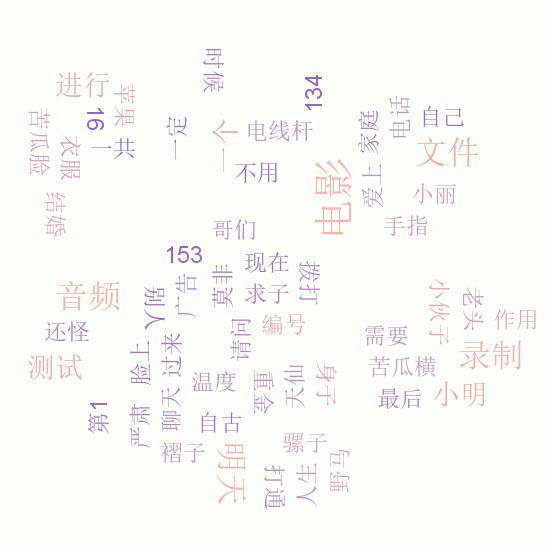 时候
进行
苹果
134
苦瓜脸
16
一定
一个
电线杆
家庭
电话
自己
一共
衣服
不用
电脑
爱上
文件
小丽
结婚
哥们
手指
153
现在
音频
别人
广告
莫非
求子
拨打
小伙子
老头
作用
还怪
请问
编号
需要
录制
测试
脸上
过来
温度
重金
天仙
身子
苦瓜横
最后
小明
第1
严肃
聊天
自古
褶子
明天
骡子
打通
人生
野马